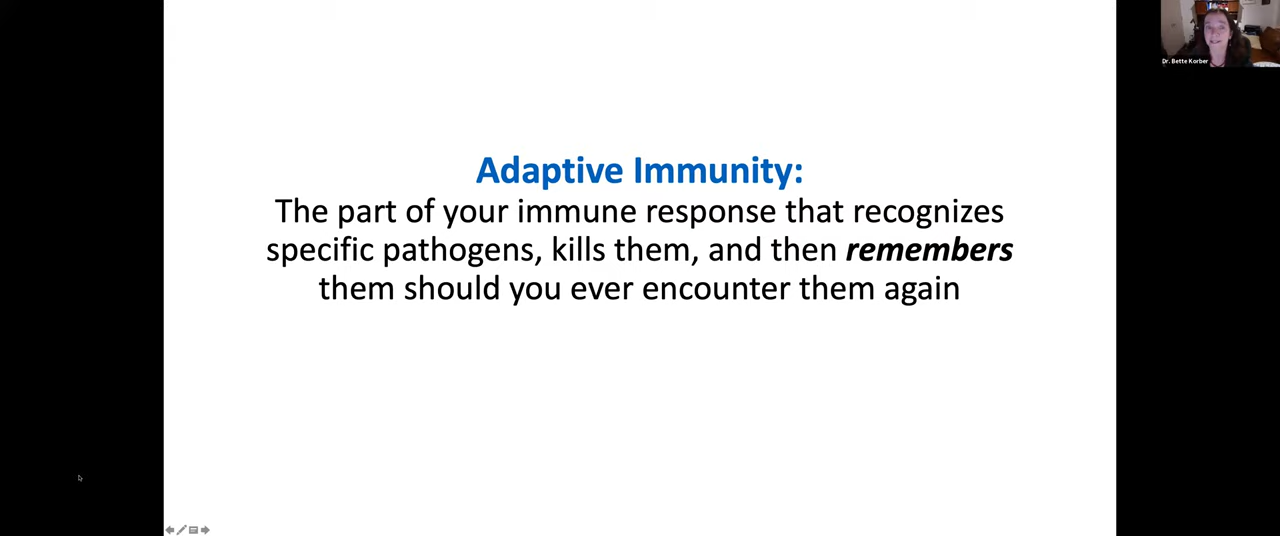 Adaptive Immunity:
The part of your immune response that recognizes
specific pathogens, kills them, and then remembers
them should you ever encounter them again
Dr. Bette Korber